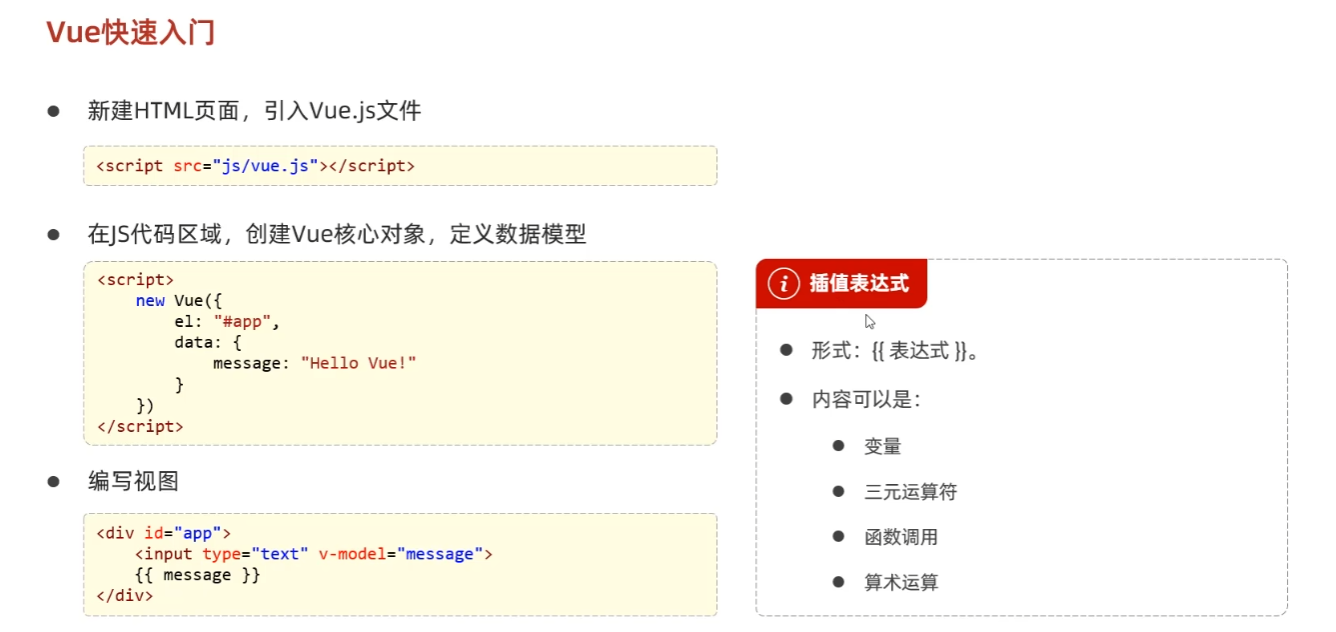 Vue快速入门
新建HTML页面，引入Vue.js文件
<script src="js/vue.js"></script>
在JS代码区域，创建Vue核心对象，定义数据模型
<script>
    new Vue({
        el: "#app",
        data: {
            message: "Hello Vue!"
        }
    })
</script>
编写视图
<div id="app">
    <input type="text" v-model="message">
    {{ message }}
</div>
插值表达式
形式：{{ 表达式 }}。
内容可以是：
变量
三元运算符
函数调用
算术运算